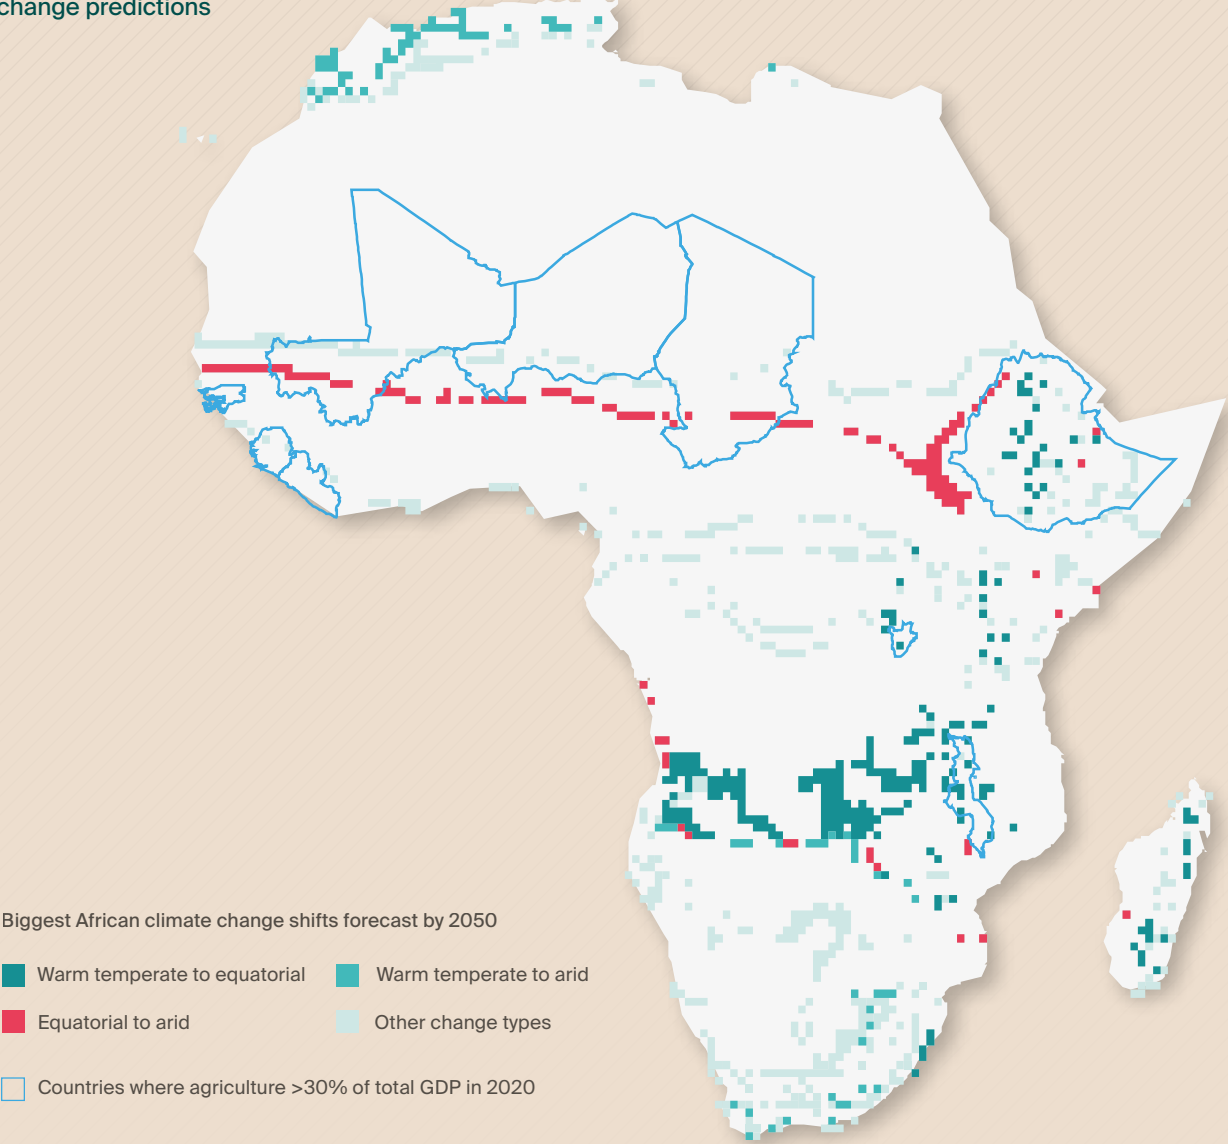 change predictions
Biggest African climate change shifts forecast by 2050
Warm temperate to equatorial
Warm temperate to arid
Equatorial to arid
Other change types
Countries where agriculture >30% of total GDP in 2020